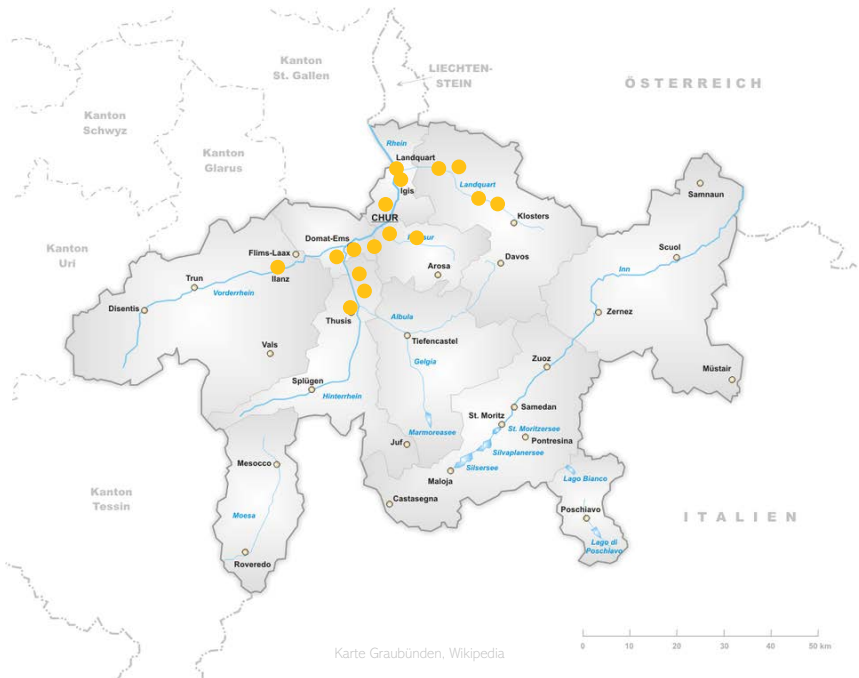 Kanton
St. Gallen
LIECHTEN-
STEIN
ÖSTERREICH
Kanton
Schwyz
Kanton
Glarus
Rhein
Landquart
Igis
Landquart
Samnaun
CHUR
Klosters
Domat-Ems
Kanton
Uri
Flims-Laax
Scuol
Arosa
Davos
Inn
Trun
Ilanz
Vorderrhein
Disentis
Zernez
Thusis
Albula
Tiefencastel
Vals
Gelgia
Zuoz
Müstair
Splügen
Hinterrhein
Samedan
St. Moritz
St. Moritzersee
Marmoreasee
Pontresina
Juf
Silvaplanersee
Silsersee
Mesocco
Maloja
Lago Bianco
Kanton
Tessin
Castasegna
Poschiavo
Moesa
ITALIEN
Lago di
Poschiavo
Roveredo
0 10 20 30 40 50 km
Karte Graubünden, Wikipedia